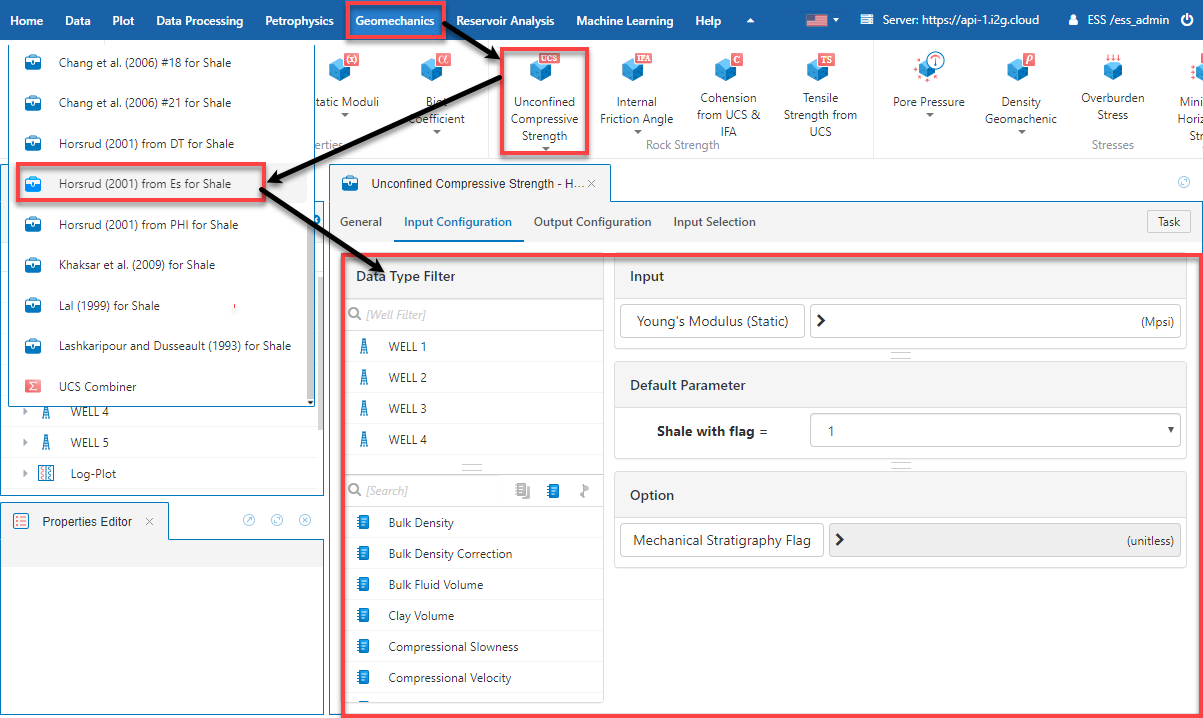 Home Data Plot Data Processing Petrophysics Geomechanics Reservoir Analysis Machine Learning Help Server: https://api-1.i2g.cloud ESS /ess_admin
Chang et al. (2006) #18 for Shale
Chang et al. (2006) #21 for Shale
Horsrud (2001) from DT for Shale
Horsrud (2001) from Es for Shale
Horsrud (2001) from PHI for Shale
Khaksar et al. (2009) for Shale
Lal (1999) for Shale
Lashkaripour and Dusseault (1993) for Shale
Σ UCS Combiner
(x)
tatic Moduli
α
Biot
oefficient
erties
UCS
Unconfined
Compressive
Strength
IFA
Internal
Friction Angle
C
Cohension
from UCS &
IFA
TS
Tensile
Strength from
UCS
Rock Strength
Pore Pressure
ρ
Density
Geomachenic
Overburden
Stress
Mini
Horiz
Str
Stresses
WELL 4
WELL 5
Log-Plot
Properties Editor
Unconfined Compressive Strength - H...
General Input Configuration Output Configuration Input Selection Task
Data Type Filter
[Well Filter]
WELL 1
WELL 2
WELL 3
WELL 4
[Search]
Bulk Density
Bulk Density Correction
Bulk Fluid Volume
Clay Volume
Compressional Slowness
Compressional Velocity
Input
Young's Modulus (Static) (Mpsi)
Default Parameter
Shale with flag = 1
Option
Mechanical Stratigraphy Flag (unitless)